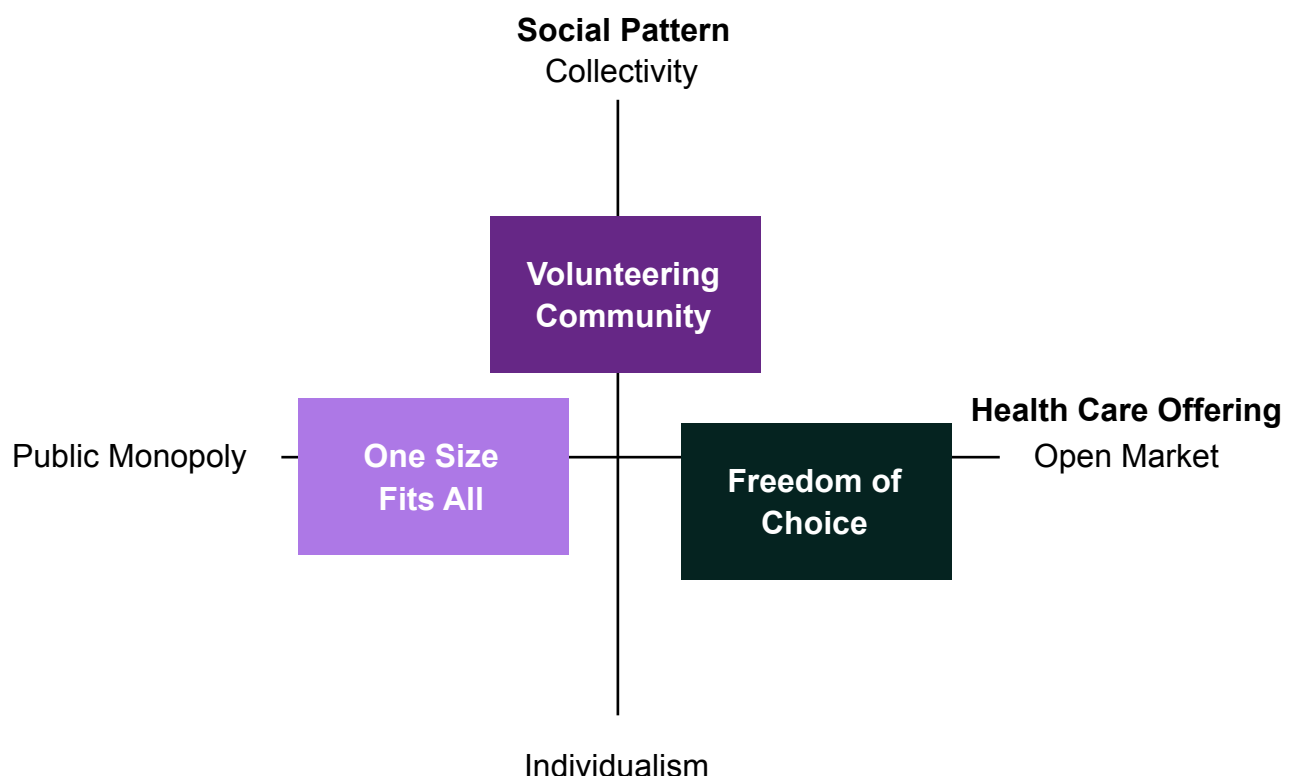 Social Pattern
Collectivity
Volunteering
Community
Health Care Offering
Public Monopoly
One Size
Fits All
Freedom of
Choice
Open Market
Individualism